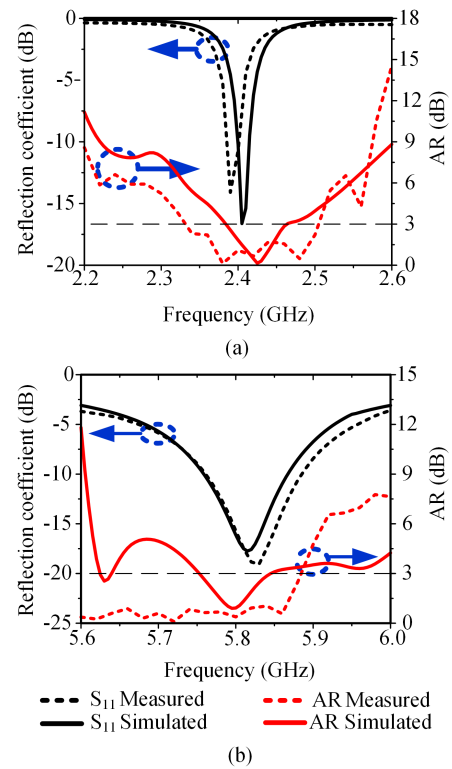 0
-5
-10
-15
-20
18
15
12
9
6
3
0
2.2
2.3
2.4
2.5
2.6
Reflection coefficient (dB)
AR (dB)
Frequency (GHz)
(a)
0
-5
-10
-15
-20
-25
15
12
9
6
3
0
5.6
5.7
5.8
5.9
6.0
Reflection coefficient (dB)
AR (dB)
Frequency (GHz)
S₁₁ Measured
AR Measured
S₁₁ Simulated
AR Simulated
(b)